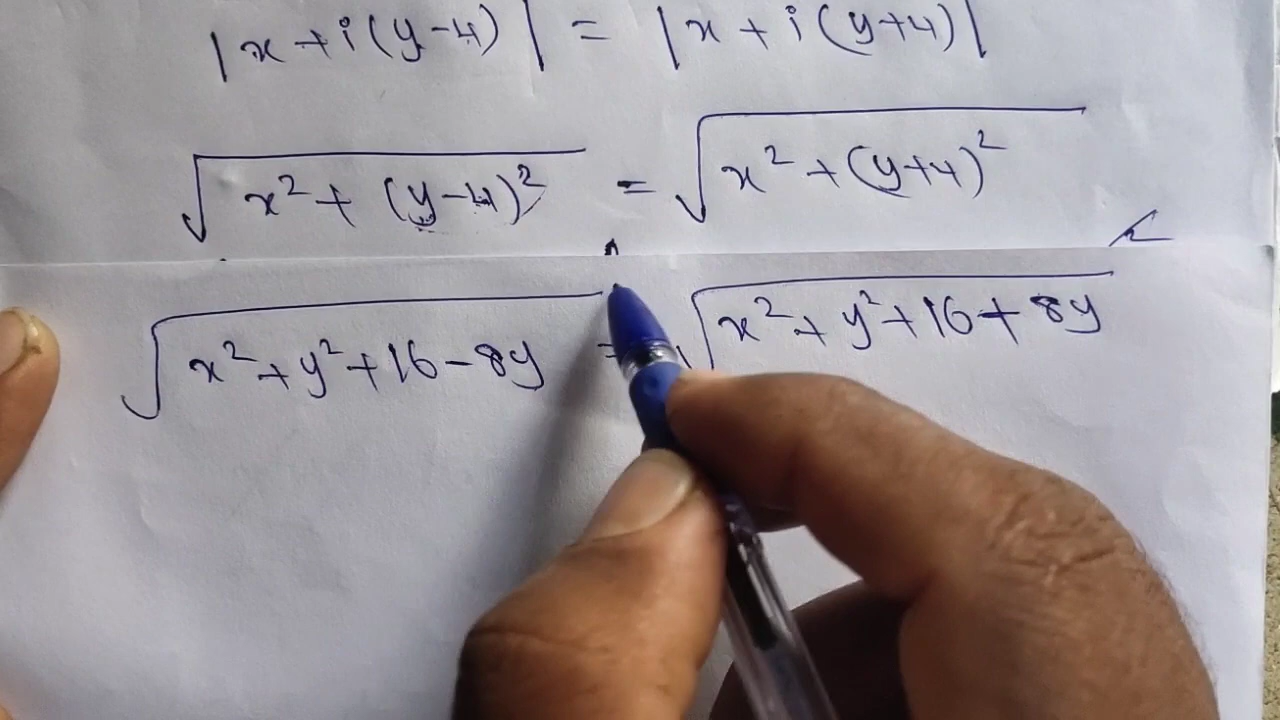 |x+i(y-4)| = |x+i(y+4)|
√x²+(y-4)² = √x²+(y+4)²
√x²+y²+16-8y = √x²+y²+16+8y